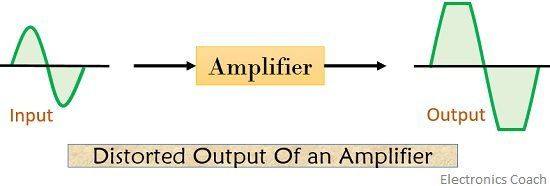 Input
Amplifier
Output
Distorted Output Of an Amplifier
Electronics Coach